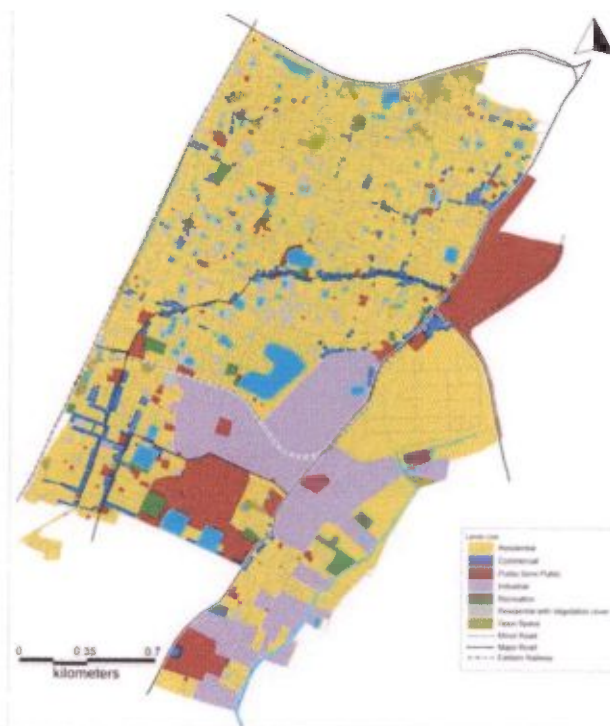 Land use
Residential
Commercial
Public Semi Public
Industrial
Recreation
Residential with Vegetation cover
Open Space
Minor Road
Major Road
Eastern Railway
0 0.35 0.7
kilometers